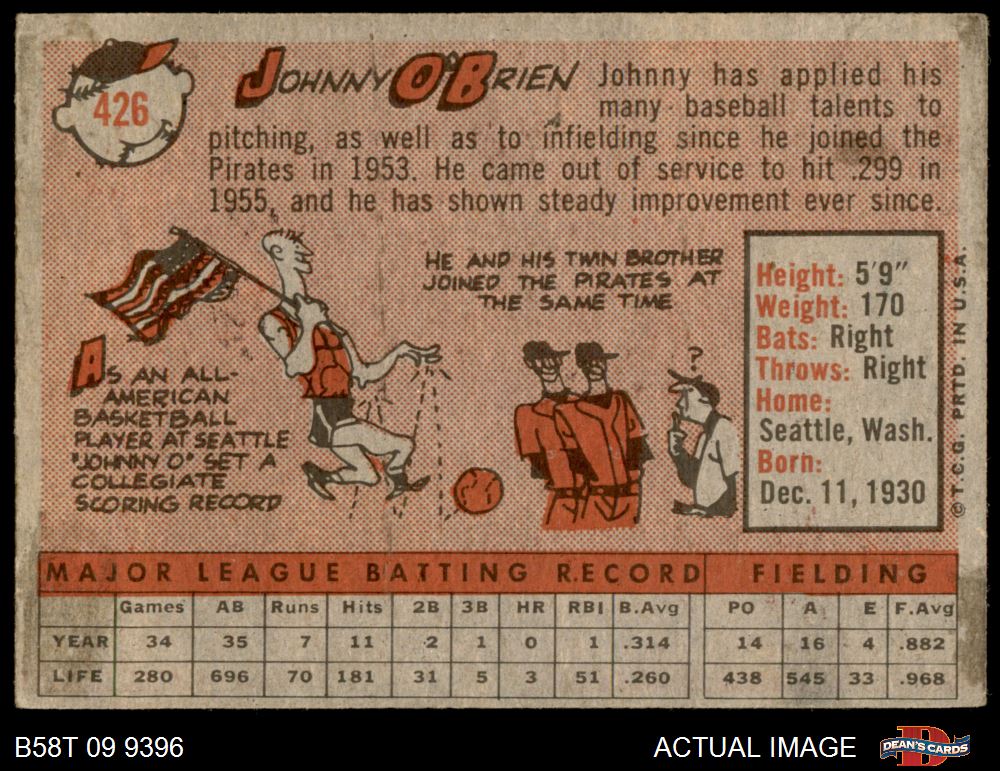 426
JOHNNY O'BRIEN
Johnny has applied his
many baseball talents to
pitching, as well as to infielding since he joined the
Pirates in 1953. He came out of service to hit .299 in
1955, and he has shown steady improvement ever since.
AS AN ALL-
AMERICAN
BASKETBALL
PLAYER AT SEATTLE
"JOHNNY O" SET A
COLLEGIATE
SCORING RECORD
HE AND HIS TWIN BROTHER
JOINED THE PIRATES AT
THE SAME TIME
?
Height: 5'9"
Weight: 170
Bats: Right
Throws: Right
Home:
Seattle, Wash.
Born:
Dec. 11, 1930
© T.C.G. PRTD. IN U.S.A.
MAJOR LEAGUE BATTING RECORD FIELDING
Games AB Runs Hits 2B 3B HR RBI B.Avg PO A E F.Avg
YEAR 34 35 7 11 2 1 0 1 .314 14 16 4 .882
LIFE 280 696 70 181 31 5 3 51 .260 438 545 33 .968
B58T 09 9396
ACTUAL IMAGE
DEAN'S CARDS